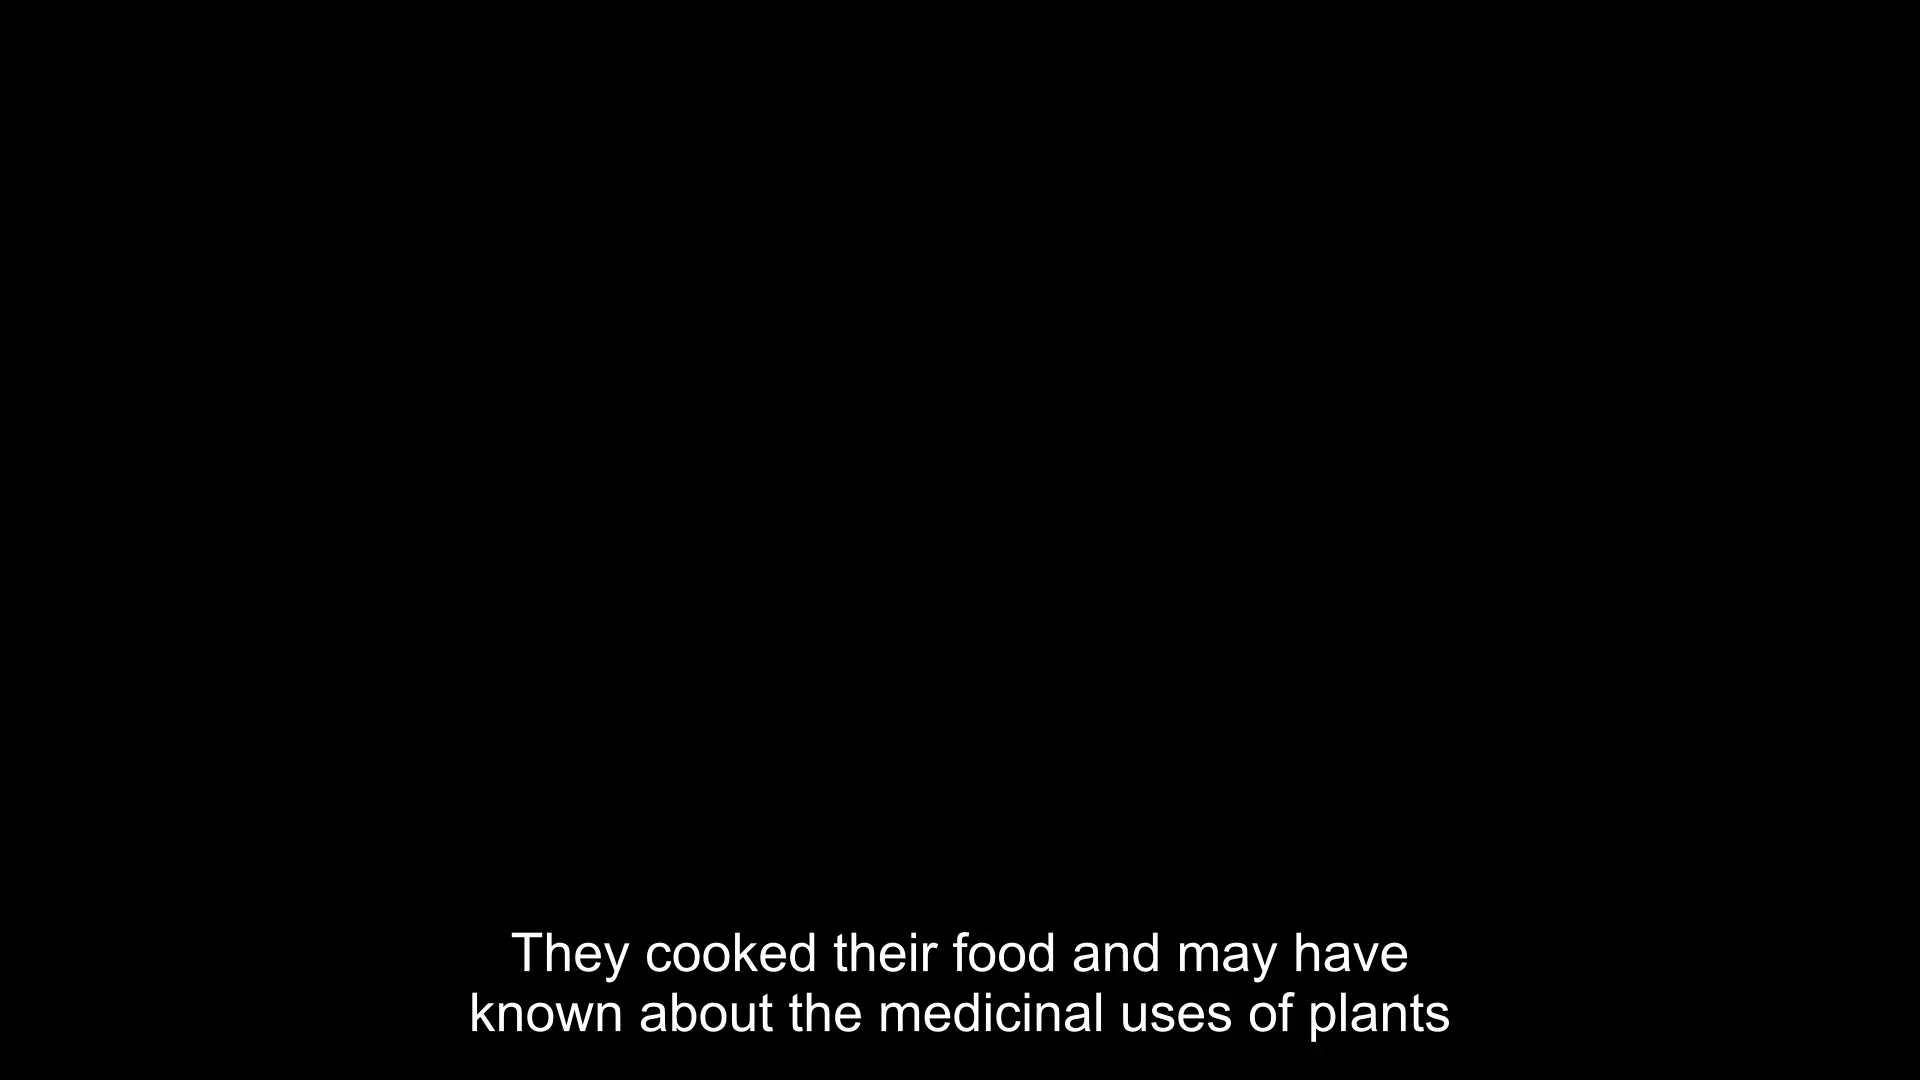 They cooked their food and may have
known about the medicinal uses of plants